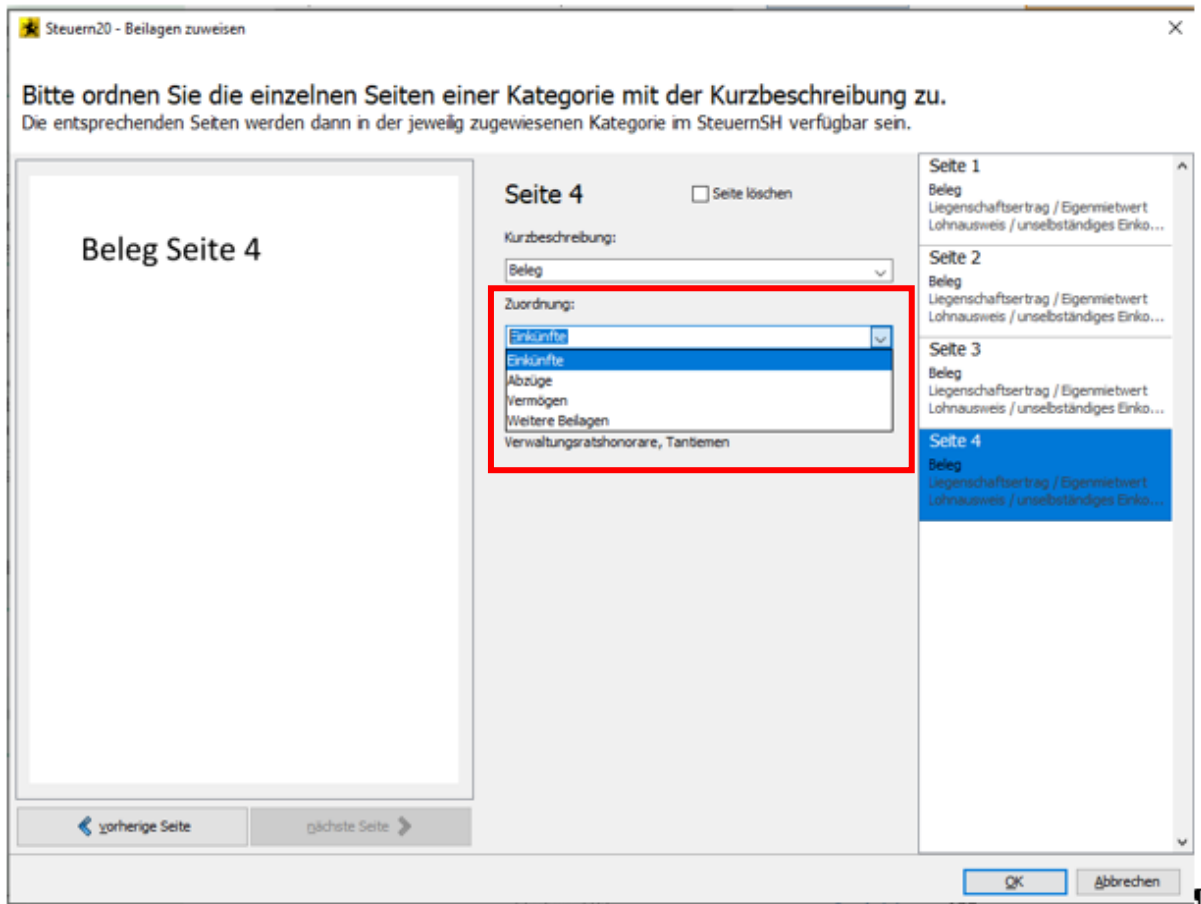 Steuern20 - Beilagen zuweisen
Bitte ordnen Sie die einzelnen Seiten einer Kategorie mit der Kurzbeschreibung zu.
Die entsprechenden Seiten werden dann in der jeweilig zugewiesenen Kategorie im SteuernSH verfügbar sein.
Beleg Seite 4
vorherige Seite
nächste Seite
Seite 4
Seite löschen
Kurzbeschreibung:
Beleg
Zuordnung:
Einkünfte
Einkünfte
Abzüge
Vermögen
Weitere Beilagen
Verwaltungsratshonorare, Tantiemen
Seite 1
Beleg
Liegenschaftsertrag / Eigenmietwert
Lohnausweis / unselbständiges Einko...
Seite 2
Beleg
Liegenschaftsertrag / Eigenmietwert
Lohnausweis / unselbständiges Einko...
Seite 3
Beleg
Liegenschaftsertrag / Eigenmietwert
Lohnausweis / unselbständiges Einko...
Seite 4
Beleg
Liegenschaftsertrag / Eigenmietwert
Lohnausweis / unselbständiges Einko...
OK
Abbrechen